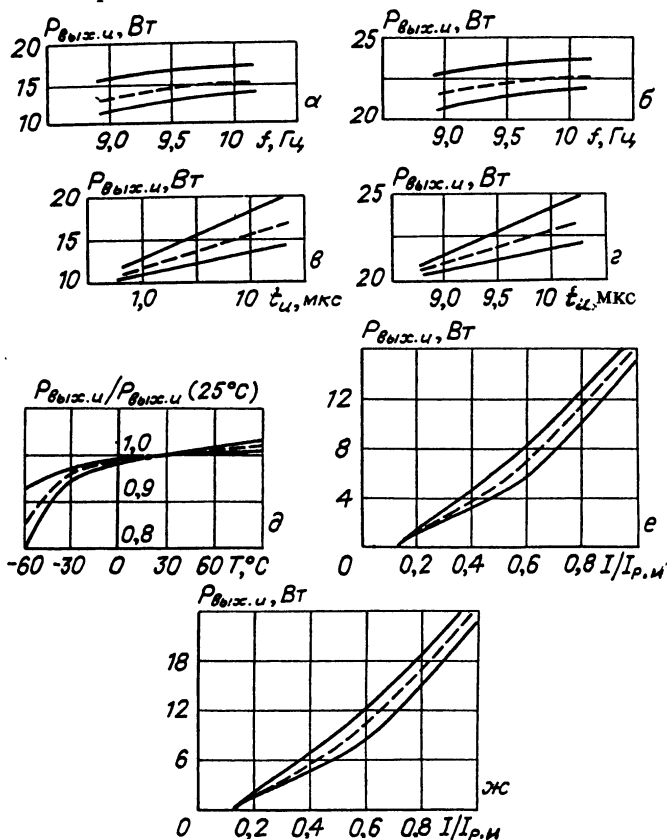 Pвых.и, Вт
20
15
10
9,0 9,5 10 f, Гц
а
Pвых.и, Вт
25
20
9,0 9,5 10 f, Гц
б
Pвых.и, Вт
20
15
10
1,0 10 tи, мкс
в
Pвых.и, Вт
25
20
9,0 9,5 10 tи, мкс
г
Pвых.и/Pвых.и (25°C)
1,0
0,9
0,8
-60 -30 0 30 60 T,°C
д
Pвых.и, Вт
12
8
4
0 0,2 0,4 0,6 0,8 I/Iр.и
е
Pвых.и, Вт
18
12
6
0 0,2 0,4 0,6 0,8 I/Iр.и
ж